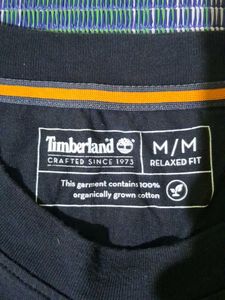 Timberland
CRAFTED SINCE 1973
M/M
RELAXED FIT
This garment contains 100%
organically grown cotton